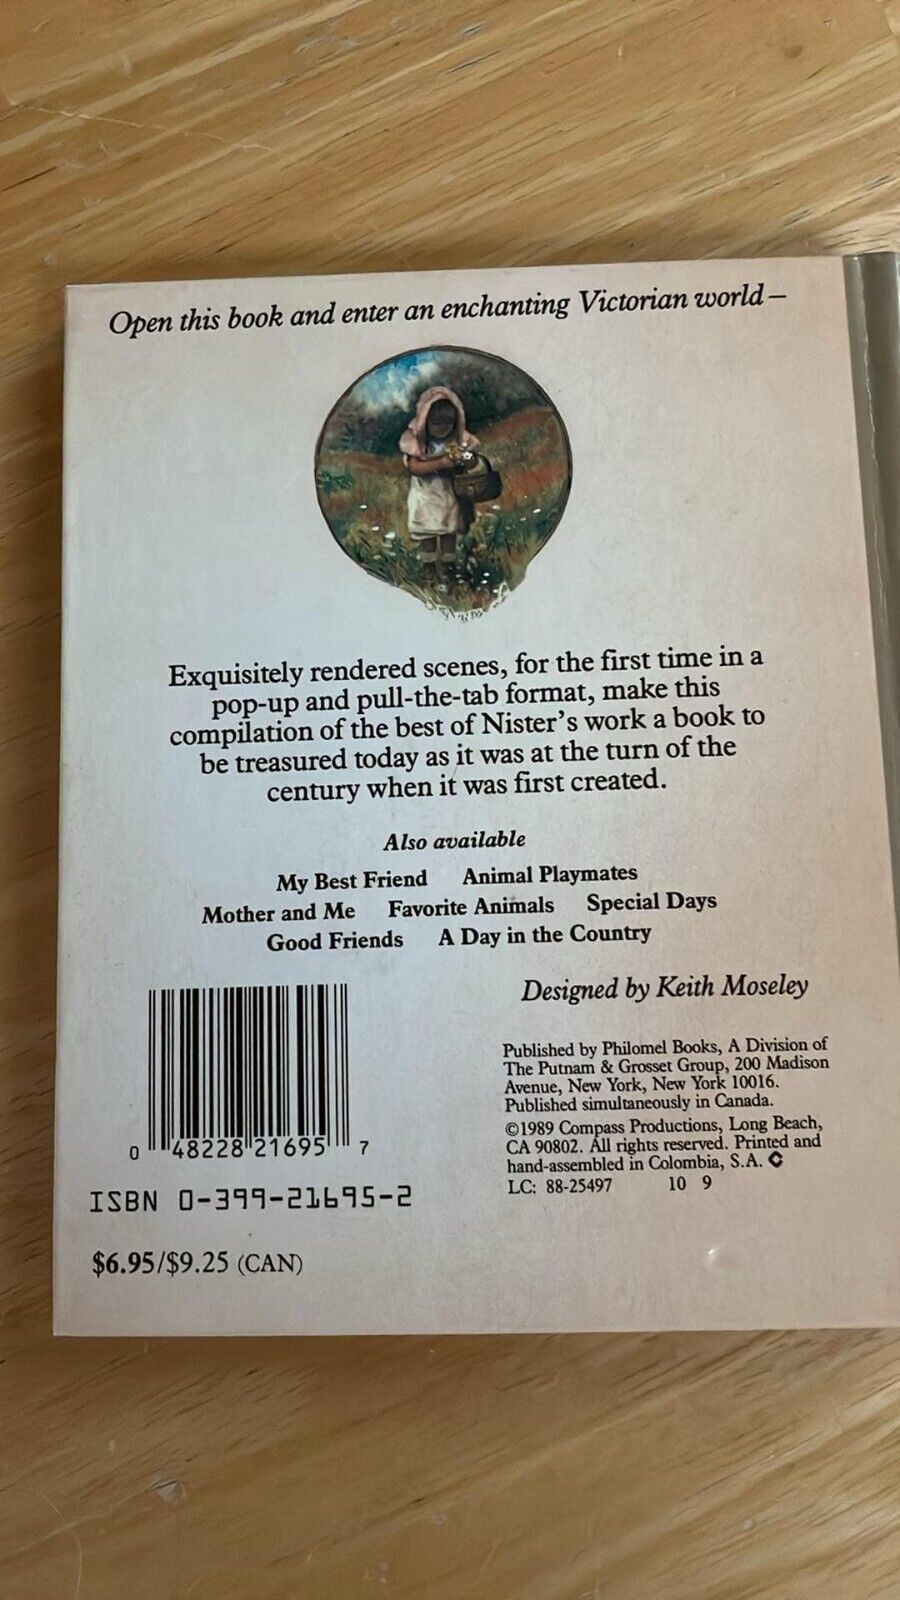 Open this book and enter an enchanting Victorian world—
Exquisitely rendered scenes, for the first time in a
pop-up and pull-the-tab format, make this
compilation of the best of Nister's work a book to
be treasured today as it was at the turn of the
century when it was first created.
Also available
My Best Friend Animal Playmates
Mother and Me Favorite Animals Special Days
Good Friends A Day in the Country
Designed by Keith Moseley
0 48228 21695 7
ISBN 0-399-21695-2
$6.95/$9.25 (CAN)
Published by Philomel Books, A Division of
The Putnam & Grosset Group, 200 Madison
Avenue, New York, New York 10016.
Published simultaneously in Canada.
©1989 Compass Productions, Long Beach,
CA 90802. All rights reserved. Printed and
hand-assembled in Colombia, S.A.
LC: 88-25497 10 9